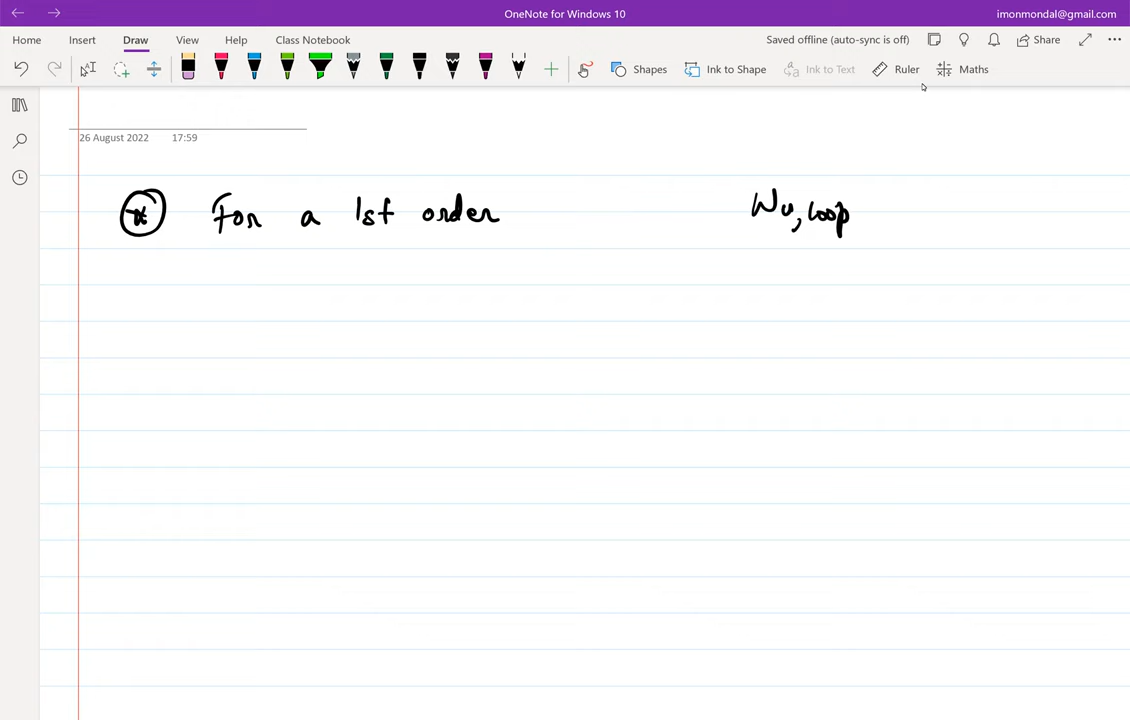 OneNote for Windows 10
imonmondal@gmail.com
Home Insert Draw View Help Class Notebook
Saved offline (auto-sync is off) Share
Shapes Ink to Shape Ink to Text Ruler Maths
26 August 2022 17:59
For a 1st order ωu,loop